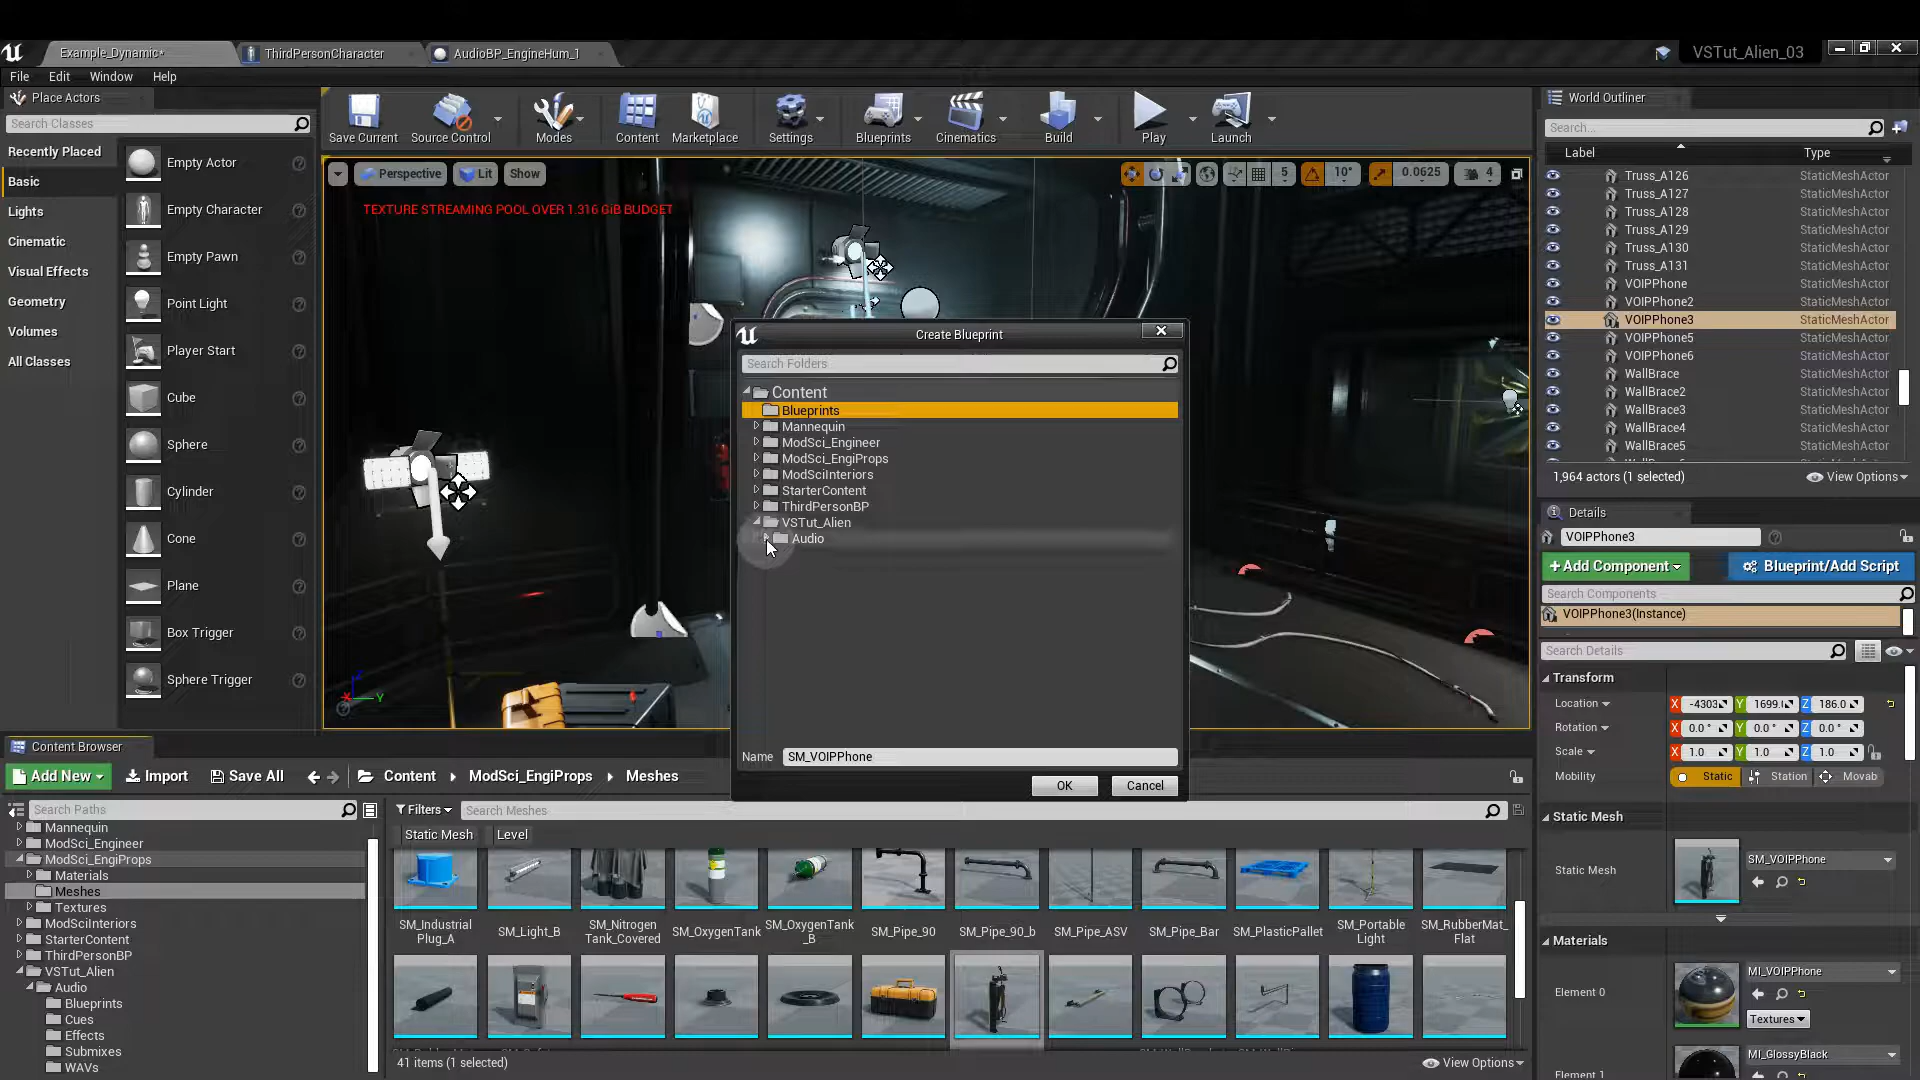 Example_Dynamic*
ThirdPersonCharacter
AudioBP_EngineHum_1
VSTut_Alien_03
File
Edit
Window
Help
Place Actors
Search Classes
Recently Placed
Basic
Lights
Cinematic
Visual Effects
Geometry
Volumes
All Classes
Empty Actor
Empty Character
Empty Pawn
Point Light
Player Start
Cube
Sphere
Cylinder
Cone
Plane
Box Trigger
Sphere Trigger
Save Current
Source Control
Modes
Content
Marketplace
Settings
Blueprints
Cinematics
Build
Play
Launch
Perspective
Lit
Show
5
10°
0.0625
4
TEXTURE STREAMING POOL OVER 1.316 GiB BUDGET
X
Y
Z
Create Blueprint
Search Folders
Content
Blueprints
Mannequin
ModSci_Engineer
ModSci_EngiProps
ModSciInteriors
StarterContent
ThirdPersonBP
VSTut_Alien
Audio
Name
SM_VOIPPhone
OK
Cancel
World Outliner
Search...
Label
Type
Truss_A126 StaticMeshActor
Truss_A127 StaticMeshActor
Truss_A128 StaticMeshActor
Truss_A129 StaticMeshActor
Truss_A130 StaticMeshActor
Truss_A131 StaticMeshActor
VOIPPhone StaticMeshActor
VOIPPhone2 StaticMeshActor
VOIPPhone3 StaticMeshActor
VOIPPhone5 StaticMeshActor
VOIPPhone6 StaticMeshActor
WallBrace StaticMeshActor
WallBrace2 StaticMeshActor
WallBrace3 StaticMeshActor
WallBrace4 StaticMeshActor
WallBrace5 StaticMeshActor
1,964 actors (1 selected)
View Options
Details
VOIPPhone3
+Add Component
Blueprint/Add Script
Search Components
VOIPPhone3(Instance)
Search Details
Transform
Location
X -4303
Y 1699.
Z 186.0
Rotation
X 0.0 °
Y 0.0 °
Z 0.0 °
Scale
X 1.0
Y 1.0
Z 1.0
Mobility
Static
Station
Movab
Static Mesh
Static Mesh
SM_VOIPPhone
Materials
Element 0
MI_VOIPPhone
Textures
MI_GlossyBlack
Element 1
Content Browser
Add New
Import
Save All
Content
ModSci_EngiProps
Meshes
Search Paths
Filters
Search Meshes
Static Mesh
Level
Mannequin
ModSci_Engineer
ModSci_EngiProps
Materials
Meshes
Textures
ModSciInteriors
StarterContent
ThirdPersonBP
VSTut_Alien
Audio
Blueprints
Cues
Effects
Submixes
WAVs
SM_Industrial
Plug_A
SM_Light_B
SM_Nitrogen
Tank_Covered
SM_OxygenTank
SM_OxygenTank
_B
SM_Pipe_90
SM_Pipe_90_b
SM_Pipe_ASV
SM_Pipe_Bar
SM_PlasticPallet
SM_Portable
Light
SM_RubberMat_
Flat
41 items (1 selected)
View Options